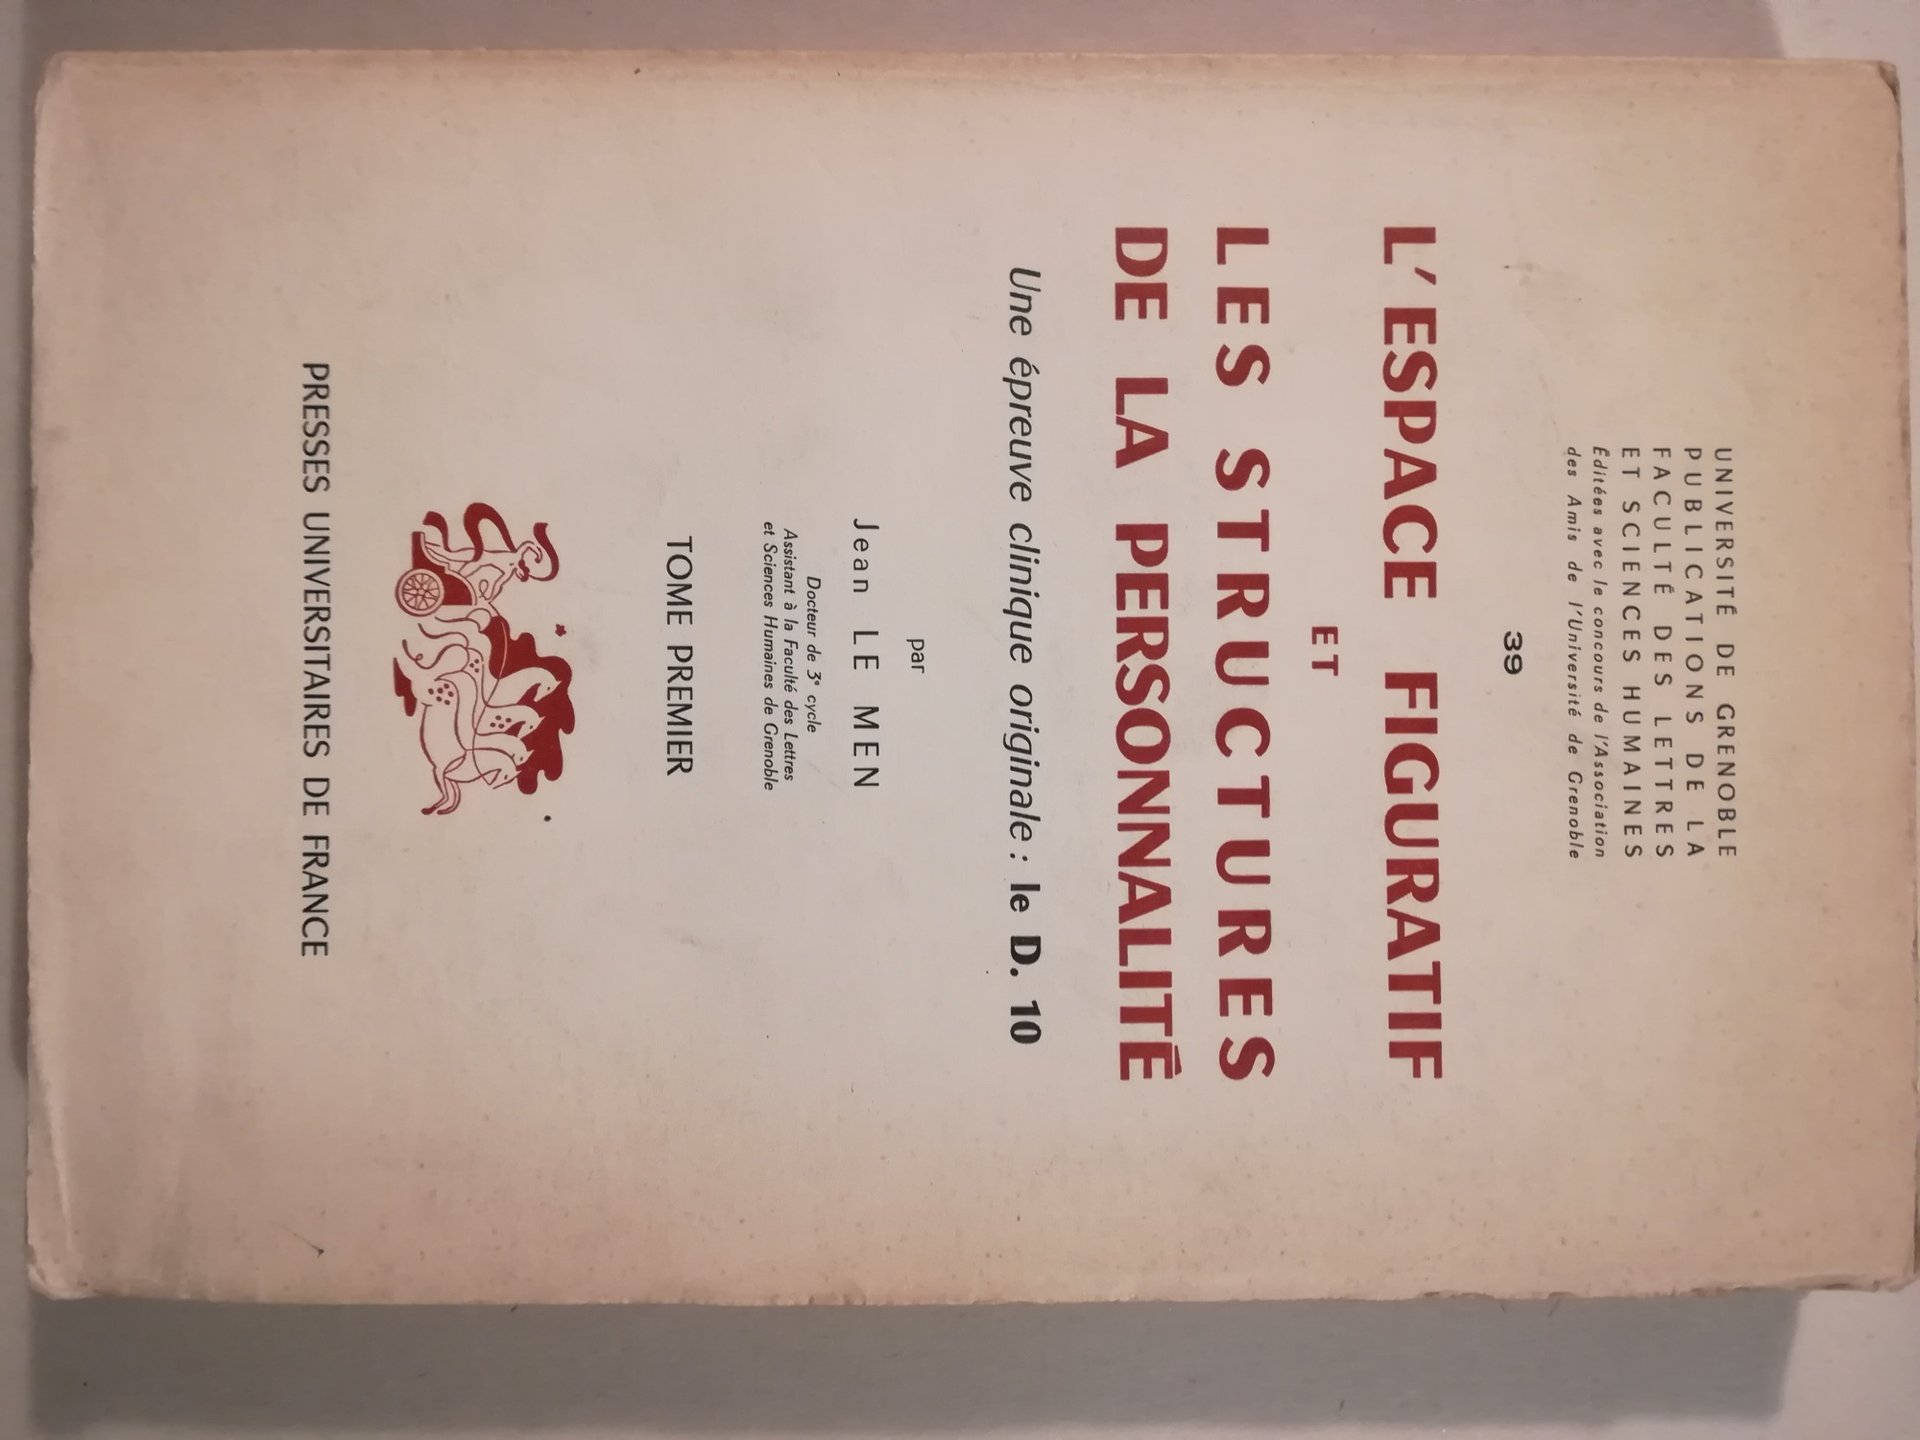 UNIVERSITÉ DE GRENOBLE
PUBLICATIONS DE LA
FACULTÉ DES LETTRES
ET SCIENCES HUMAINES
Éditées avec le concours de l'Association
des Amis de l'Université de Grenoble
39
L'ESPACE FIGURATIF
ET
LES STRUCTURES
DE LA PERSONNALITÉ
Une épreuve clinique originale : le D. 10
par
Jean LE MEN
Docteur de 3e cycle
Assistant à la Faculté des Lettres
et Sciences Humaines de Grenoble
TOME PREMIER
PRESSES UNIVERSITAIRES DE FRANCE